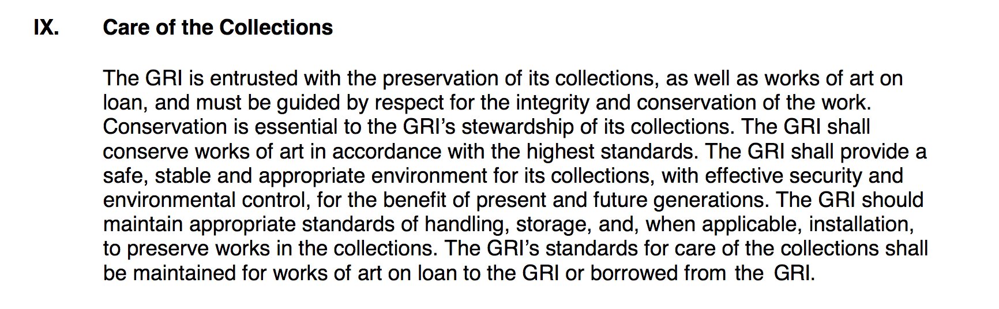 IX. Care of the Collections
The GRI is entrusted with the preservation of its collections, as well as works of art on
loan, and must be guided by respect for the integrity and conservation of the work.
Conservation is essential to the GRI’s stewardship of its collections. The GRI shall
conserve works of art in accordance with the highest standards. The GRI shall provide a
safe, stable and appropriate environment for its collections, with effective security and
environmental control, for the benefit of present and future generations. The GRI should
maintain appropriate standards of handling, storage, and, when applicable, installation,
to preserve works in the collections. The GRI’s standards for care of the collections shall
be maintained for works of art on loan to the GRI or borrowed from the GRI.